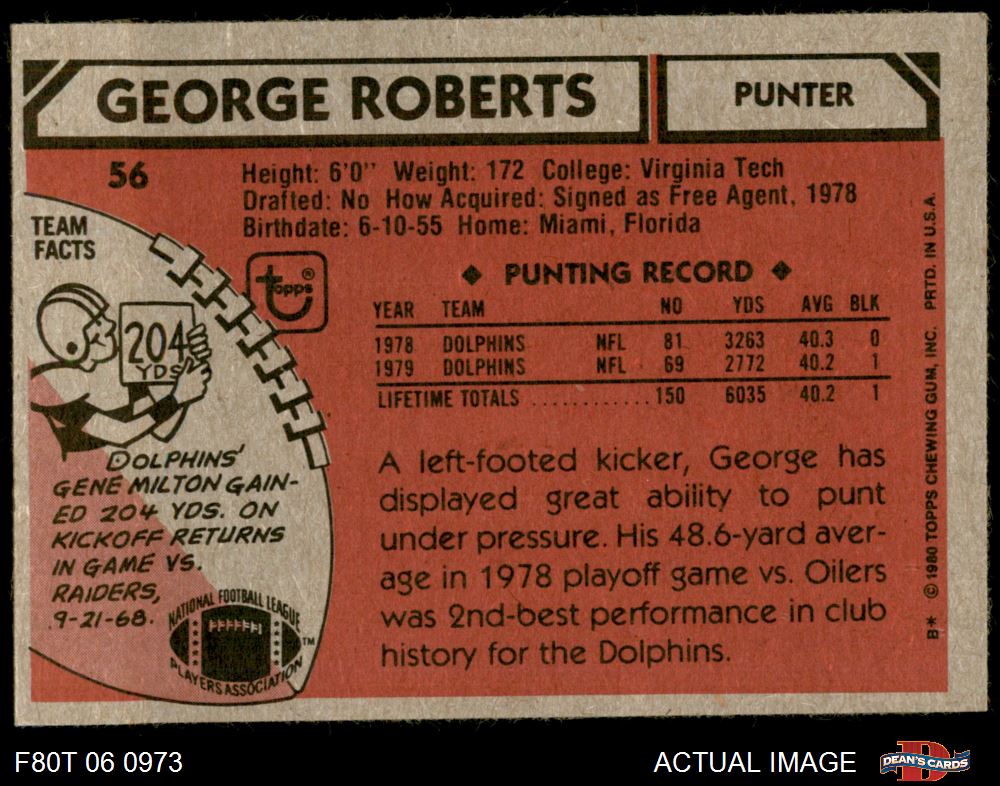 GEORGE ROBERTS
PUNTER
56
Height: 6'0" Weight: 172 College: Virginia Tech
Drafted: No How Acquired: Signed as Free Agent, 1978
Birthdate: 6-10-55 Home: Miami, Florida
TEAM
FACTS
204
YDS
DOLPHINS'
GENE MILTON GAIN-
ED 204 YDS. ON
KICKOFF RETURNS
IN GAME VS.
RAIDERS,
9-21-68.
NATIONAL FOOTBALL LEAGUE
PLAYERS ASSOCIATION
™
topps ®
◆ PUNTING RECORD ◆
YEAR TEAM NO YDS AVG BLK
1978 DOLPHINS NFL 81 3263 40.3 0
1979 DOLPHINS NFL 69 2772 40.2 1
LIFETIME TOTALS ............ 150 6035 40.2 1
A left-footed kicker, George has
displayed great ability to punt
under pressure. His 48.6-yard aver-
age in 1978 playoff game vs. Oilers
was 2nd-best performance in club
history for the Dolphins.
B* © 1980 TOPPS CHEWING GUM, INC. PRTD. IN U.S.A.
F80T 06 0973
ACTUAL IMAGE
D
DEAN'S CARDS